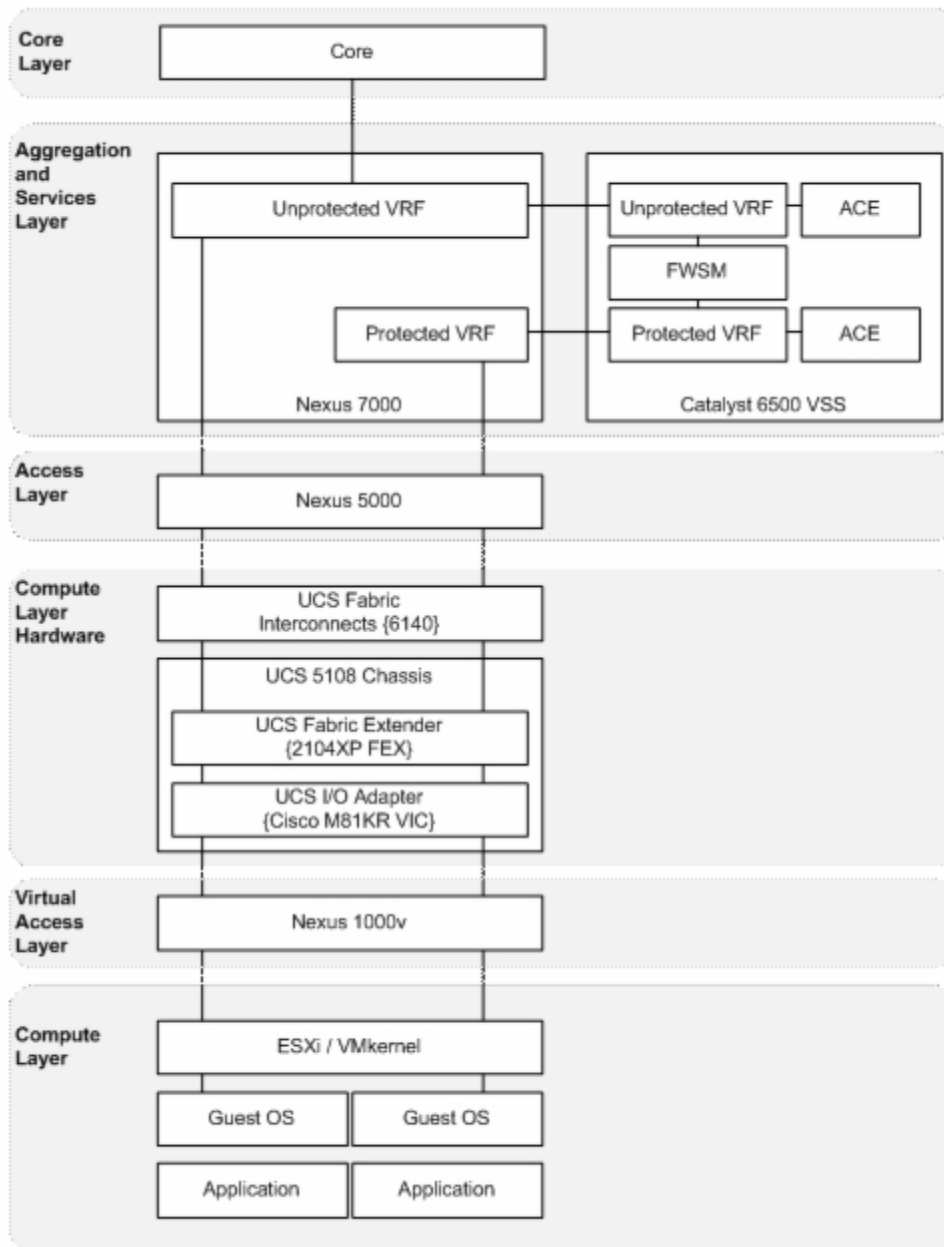 Core
Layer
Core
Aggregation
and
Services
Layer
Unprotected VRF
Unprotected VRF
ACE
FWSM
Protected VRF
Protected VRF
ACE
Nexus 7000
Catalyst 6500 VSS
Access
Layer
Nexus 5000
Compute
Layer
Hardware
UCS Fabric
Interconnects {6140}
UCS 5108 Chassis
UCS Fabric Extender
{2104XP FEX}
UCS I/O Adapter
{Cisco M81KR VIC}
Virtual
Access
Layer
Nexus 1000v
Compute
Layer
ESXi / VMkernel
Guest OS
Guest OS
Application
Application